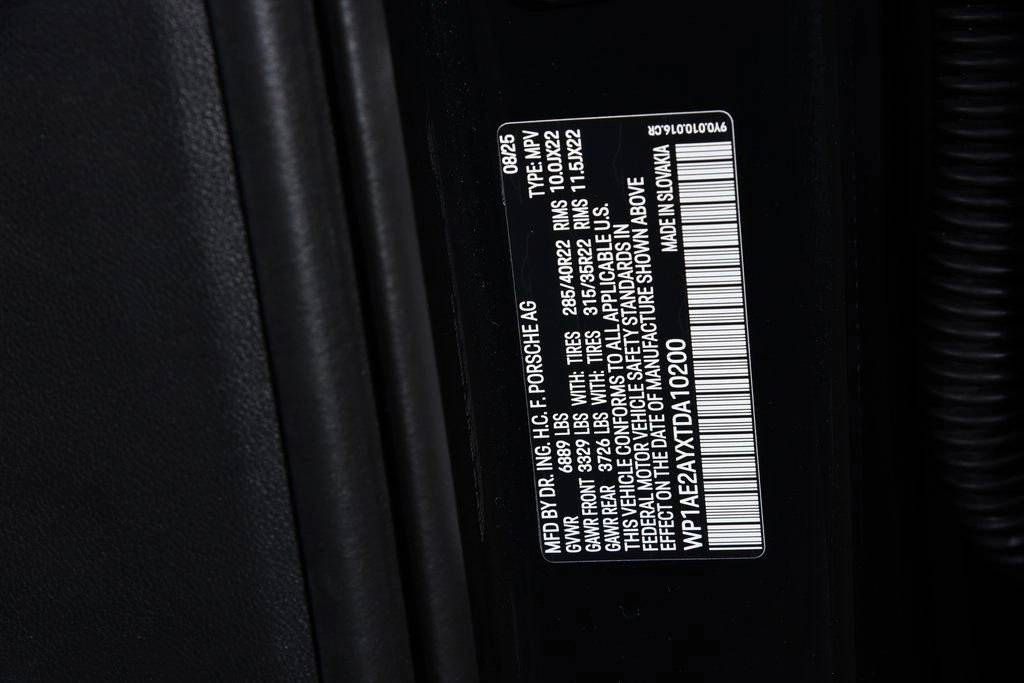 MFD BY DR. ING. H.C. F. PORSCHE AG 08/25
GVWR 6889 LBS TYPE: MPV
GAWR FRONT 3329 LBS WITH: TIRES 285/40R22 RIMS 10.0JX22
GAWR REAR 3726 LBS WITH: TIRES 315/35R22 RIMS 11.5JX22
THIS VEHICLE CONFORMS TO ALL APPLICABLE U.S.
FEDERAL MOTOR VEHICLE SAFETY STANDARDS IN
EFFECT ON THE DATE OF MANUFACTURE SHOWN ABOVE
MADE IN SLOVAKIA
WP1AE2AYXTDA10200
9Y0.010.016.CR